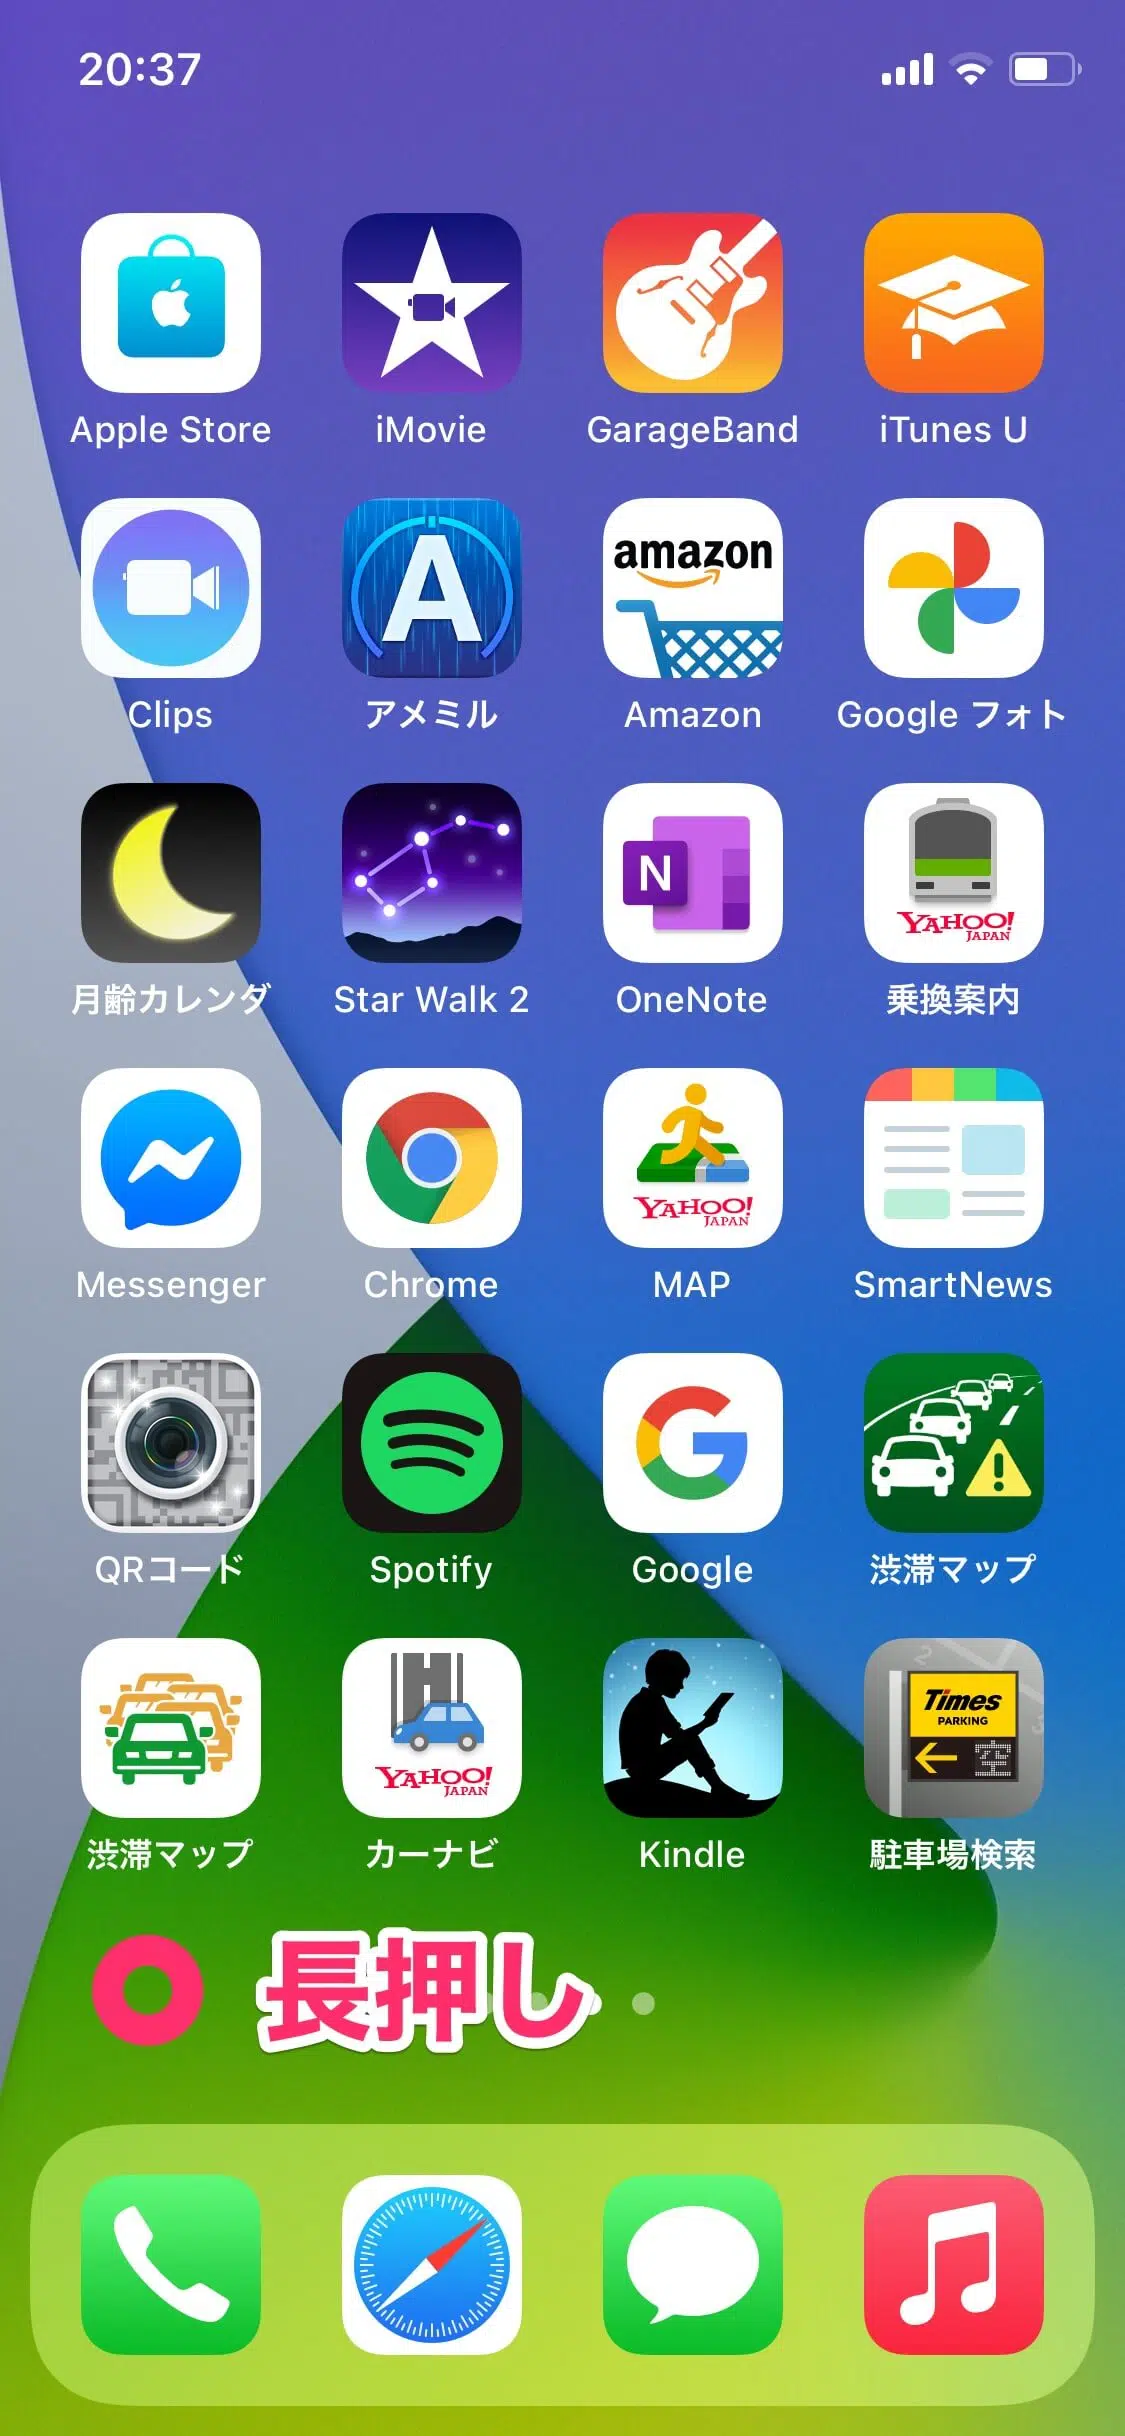 20:37
Apple Store
iMovie
GarageBand
iTunes U
amazon
Clips
アメミル
Amazon
Google フォト
N
YAHOO!
JAPAN
月齢カレンダ
Star Walk 2
OneNote
乗換案内
YAHOO!
JAPAN
Messenger
Chrome
MAP
SmartNews
QRコード
Spotify
Google
渋滞マップ
YAHOO!
JAPAN
Times
PARKING
空
渋滞マップ
カーナビ
Kindle
駐車場検索
長押し